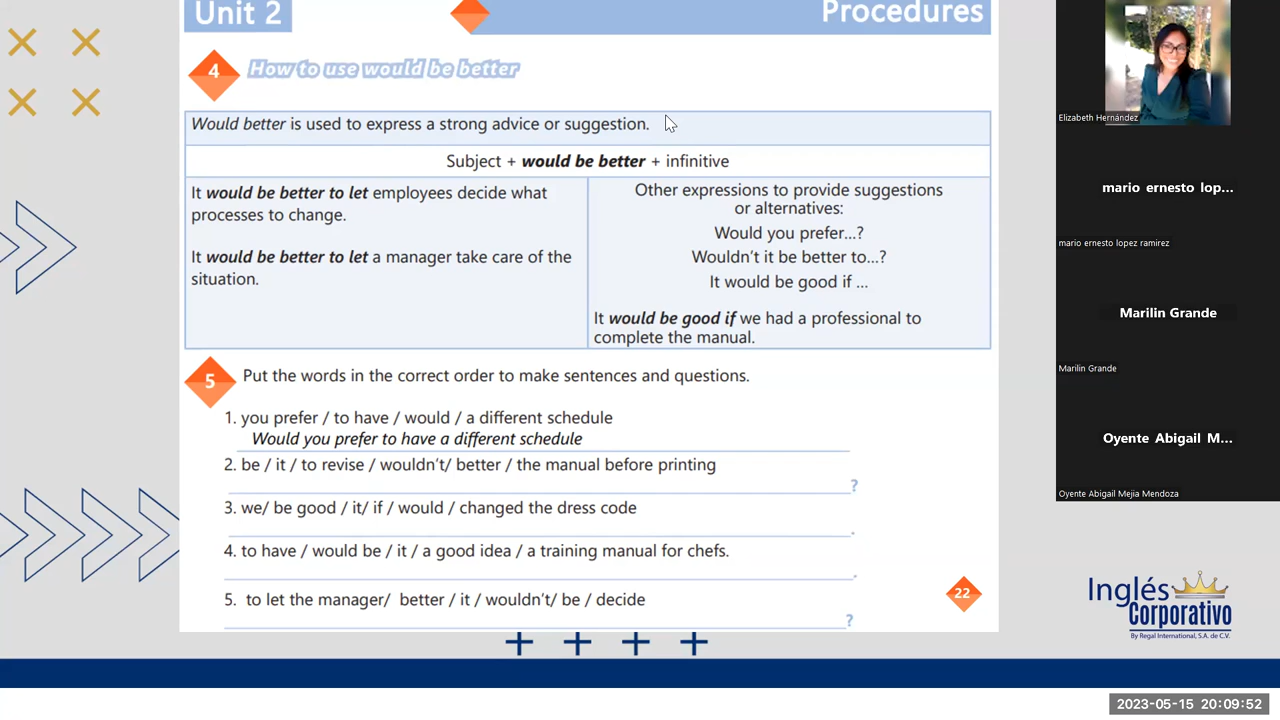 Unit 2
Procedures
4
How to use would be better
Would better is used to express a strong advice or suggestion.
Subject + would be better + infinitive
It would be better to let employees decide what
processes to change.
It would be better to let a manager take care of the
situation.
Other expressions to provide suggestions
or alternatives:
Would you prefer...?
Wouldn't it be better to...?
It would be good if ...
It would be good if we had a professional to
complete the manual.
5
Put the words in the correct order to make sentences and questions.
1. you prefer / to have / would / a different schedule
Would you prefer to have a different schedule
2. be / it / to revise / wouldn't/ better / the manual before printing
?
3. we/ be good / it/ if / would / changed the dress code
.
4. to have / would be / it / a good idea / a training manual for chefs.
.
5. to let the manager/ better / it / wouldn't/ be / decide
?
22
Elizabeth Hernández
mario ernesto lop...
mario ernesto lopez ramirez
Marilin Grande
Marilin Grande
Oyente Abigail M...
Oyente Abigail Mejia Mendoza
Inglés
Corporativo
By Regal International, S.A. de C.V.
2023-05-15 20:09:52